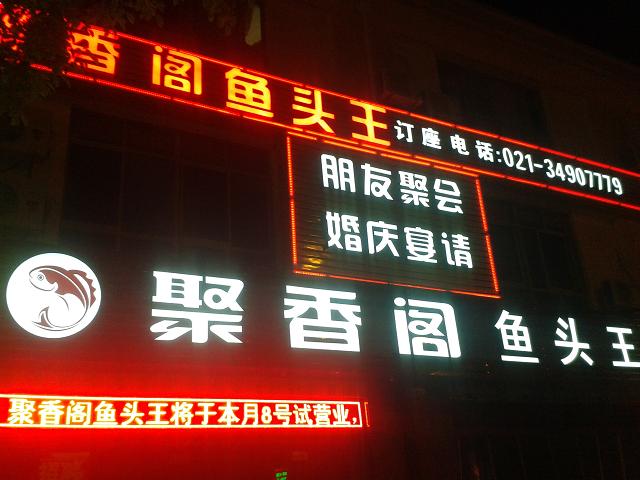 聚香阁鱼头王订座电话:021-34907779
朋友聚会
婚庆宴请
聚香阁 鱼头王
聚香阁鱼头王将于本月8号试营业,